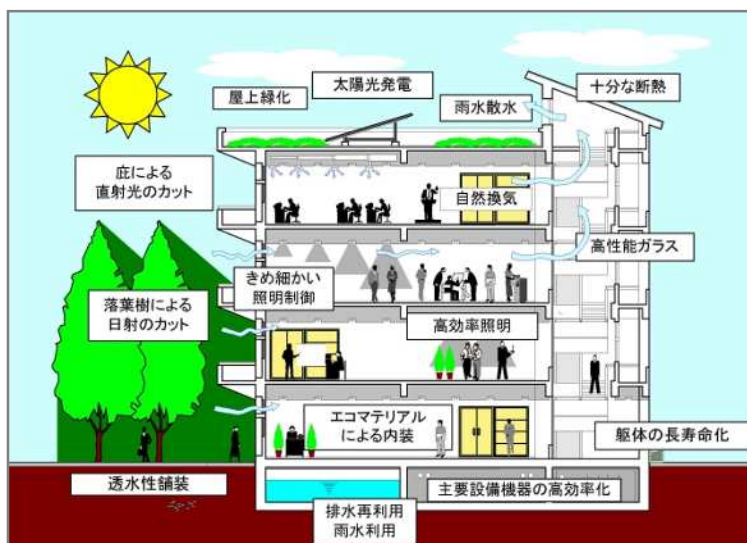 太陽光発電
屋上緑化
雨水散水
十分な断熱
庇による
直射光のカット
自然換気
高性能ガラス
きめ細かい
照明制御
落葉樹による
日射のカット
高効率照明
エコマテリアル
による内装
躯体の長寿命化
透水性舗装
主要設備機器の高効率化
排水再利用
雨水利用